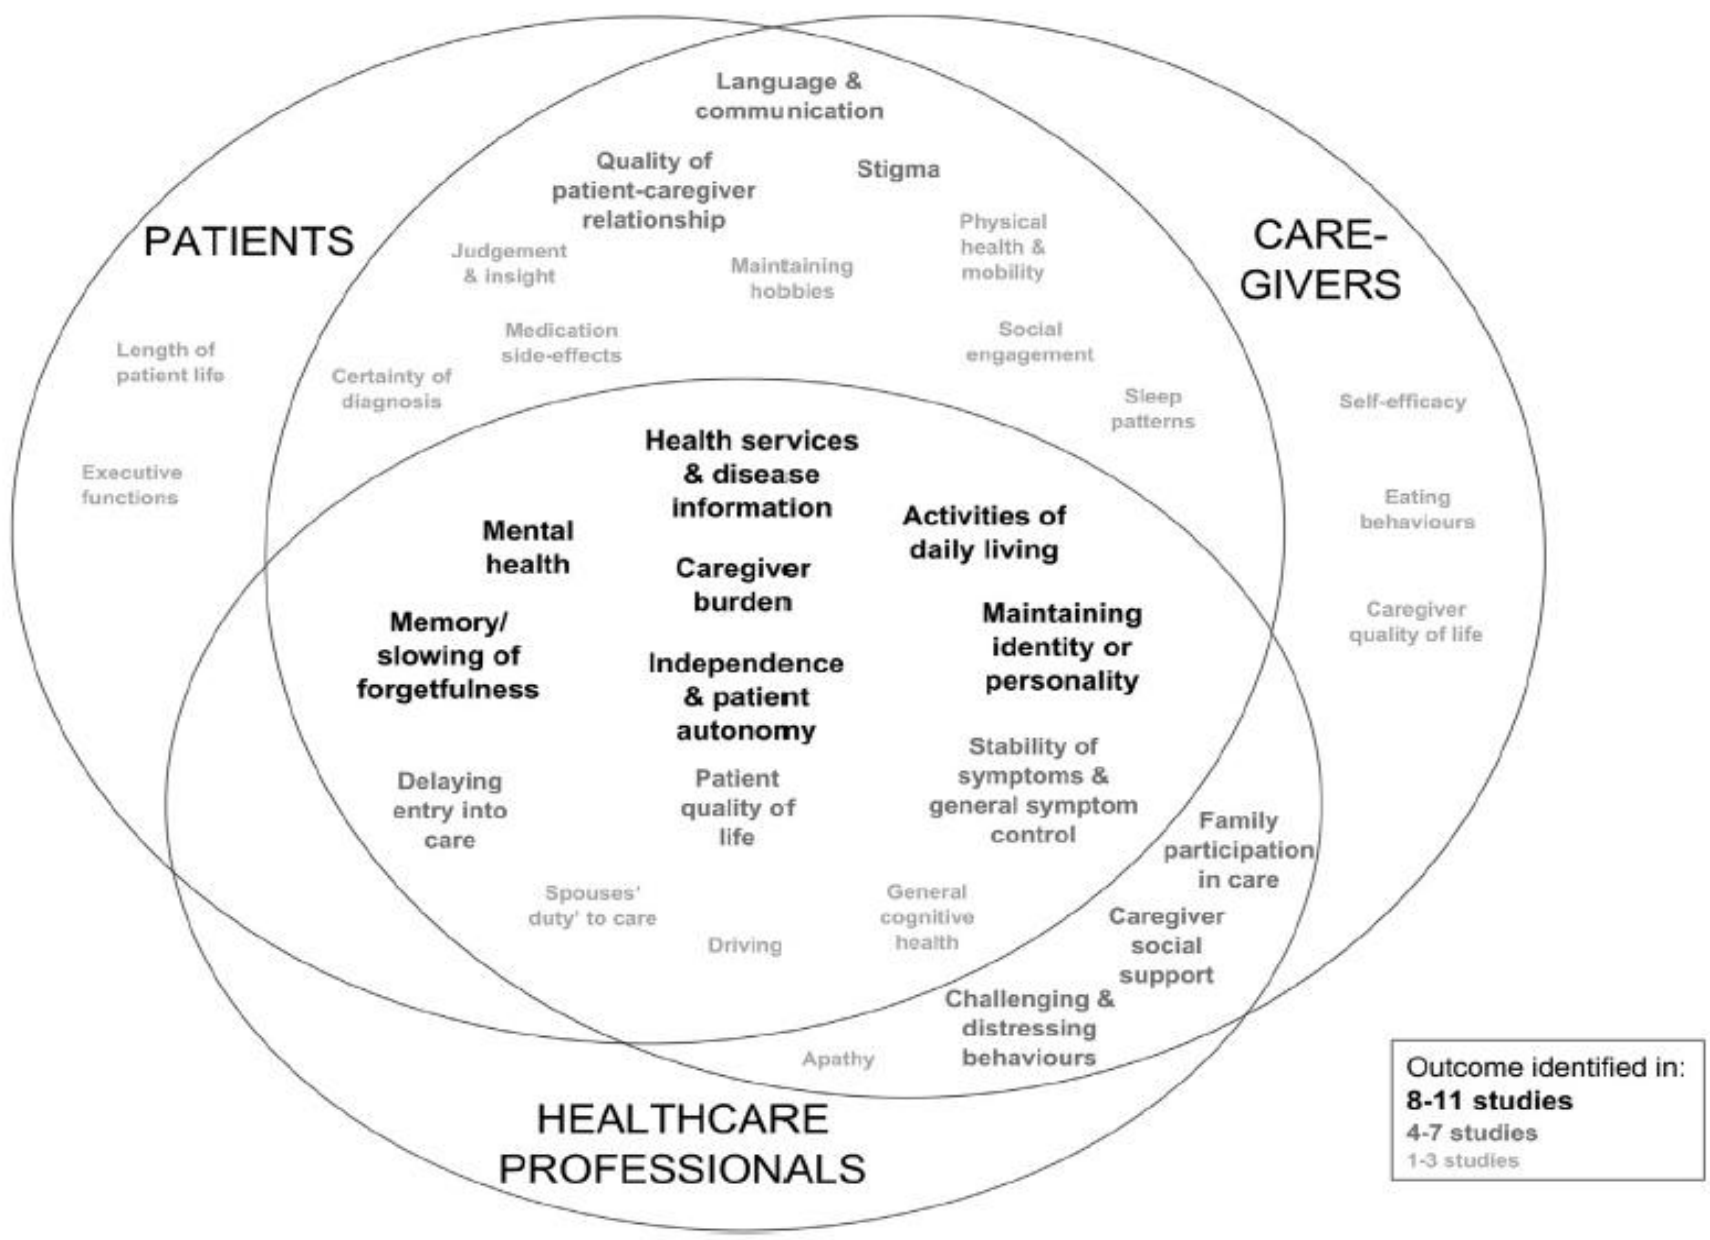 Language &
communication
Quality of
patient-caregiver
relationship
Stigma
PATIENTS
Judgement
& insight
Maintaining
hobbies
Physical
health &
mobility
CARE-
GIVERS
Length of
patient life
Certainty of
diagnosis
Medication
side-effects
Social
engagement
Sleep
patterns
Self-efficacy
Executive
functions
Eating
behaviours
Caregiver
quality of life
Health services
& disease
information
Mental
health
Activities of
daily living
Caregiver
burden
Memory/
slowing of
forgetfulness
Independence
& patient
autonomy
Maintaining
identity or
personality
Delaying
entry into
care
Patient
quality of
life
Stability of
symptoms &
general symptom
control
Family
participation
in care
Spouses'
duty' to care
Driving
General
cognitive
health
Caregiver
social
support
Challenging &
distressing
behaviours
Apathy
HEALTHCARE
PROFESSIONALS
Outcome identified in:
8-11 studies
4-7 studies
1-3 studies